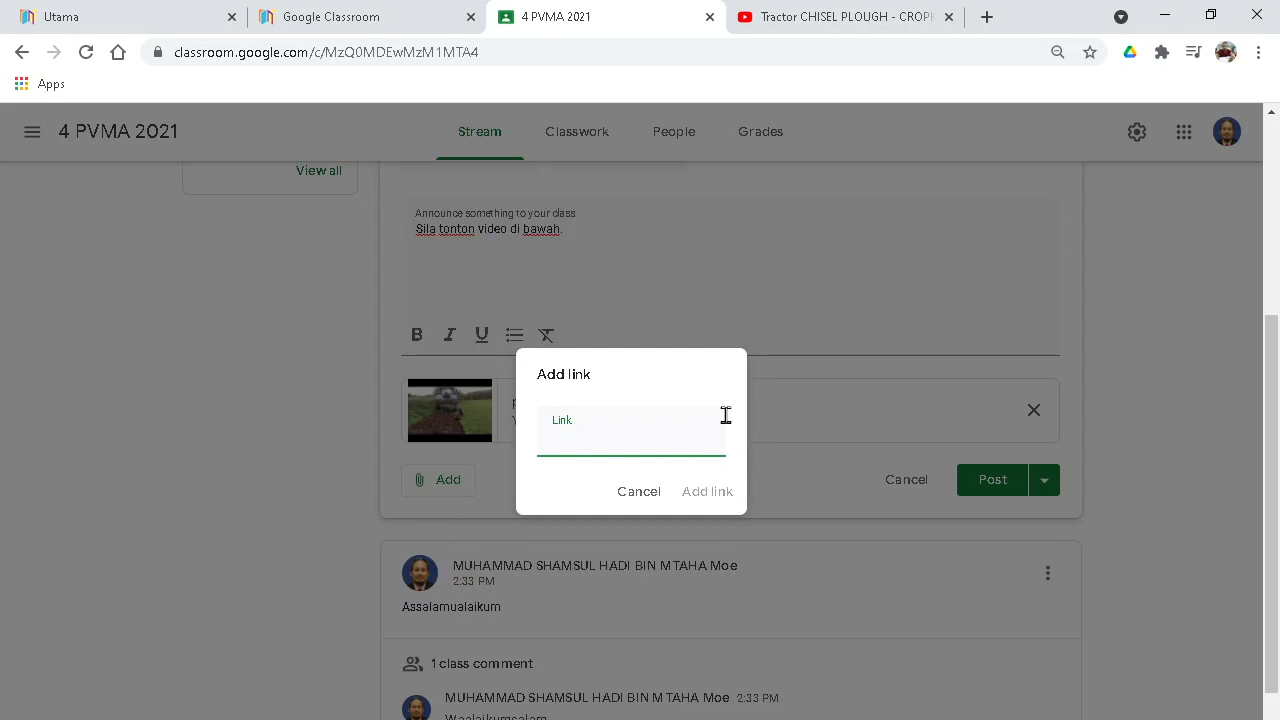 Utama
Google Classroom
4 PVMA 2021
Tractor CHISEL PLOUGH - CROPI
classroom.google.com/c/MzQ0MDEwMzM1MTA4
Apps
4 PVMA 2021
Stream
Classwork
People
Grades
View all
Announce something to your class
Sila tonton video di bawah.
B I U
Add link
Link
Cancel
Add link
Add
Cancel
Post
MUHAMMAD SHAMSUL HADI BIN M TAHA Moe
2:33 PM
Assalamualaikum
1 class comment
MUHAMMAD SHAMSUL HADI BIN M TAHA Moe 2:33 PM
Waalaikumsalam